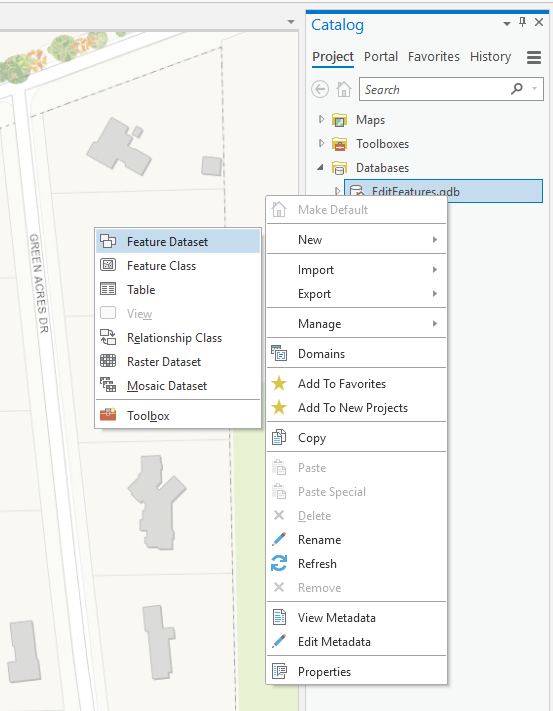 Catalog
Project Portal Favorites History
Search
Maps
Toolboxes
Databases
EditFeatures.gdb
Make Default
New
Import
Export
Manage
Domains
Add To Favorites
Add To New Projects
Copy
Paste
Paste Special
Delete
Rename
Refresh
Remove
View Metadata
Edit Metadata
Properties
Feature Dataset
Feature Class
Table
View
Relationship Class
Raster Dataset
Mosaic Dataset
Toolbox
GREEN ACRES DR